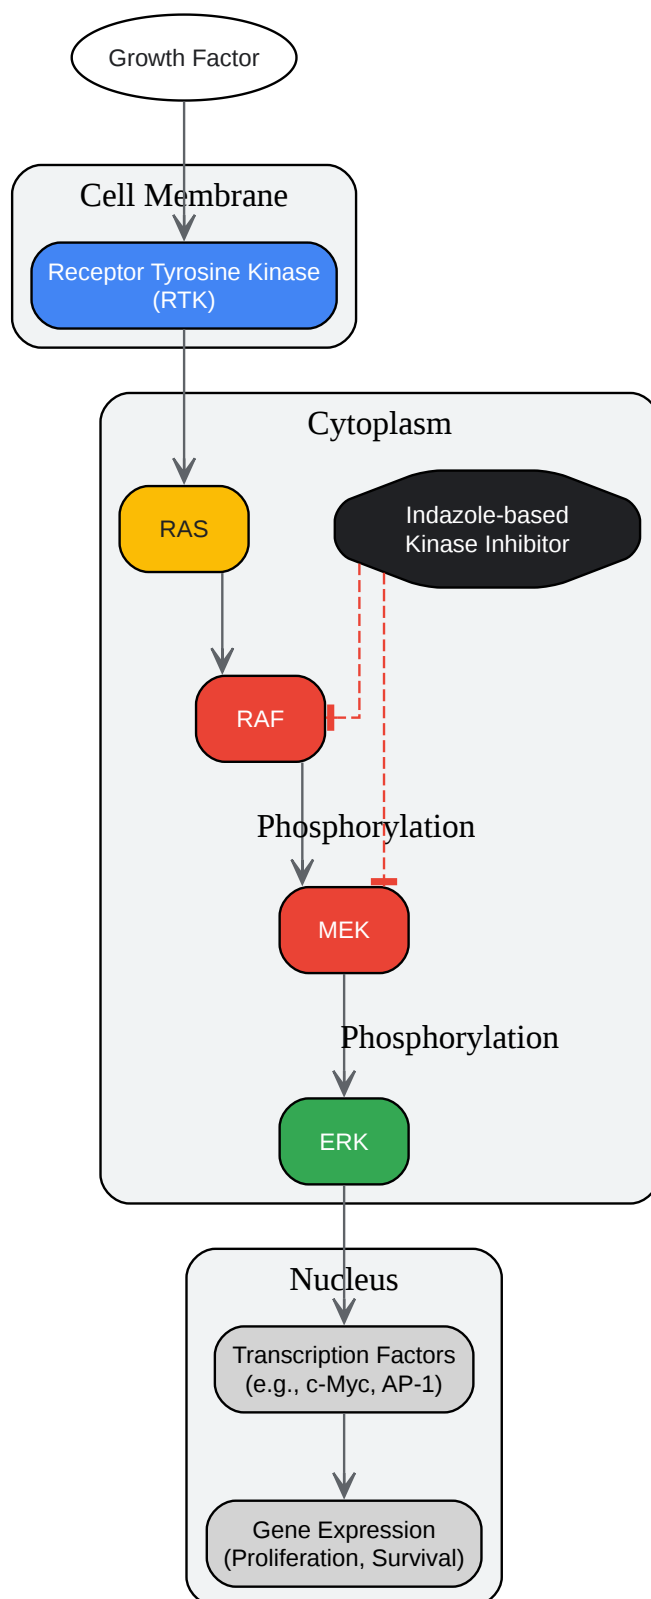 Growth Factor
Cell Membrane
Receptor Tyrosine Kinase
(RTK)
Cytoplasm
RAS
Indazole-based
Kinase Inhibitor
RAF
Phosphorylation
MEK
Phosphorylation
ERK
Nucleus
Transcription Factors
(e.g., c-Myc, AP-1)
Gene Expression
(Proliferation, Survival)